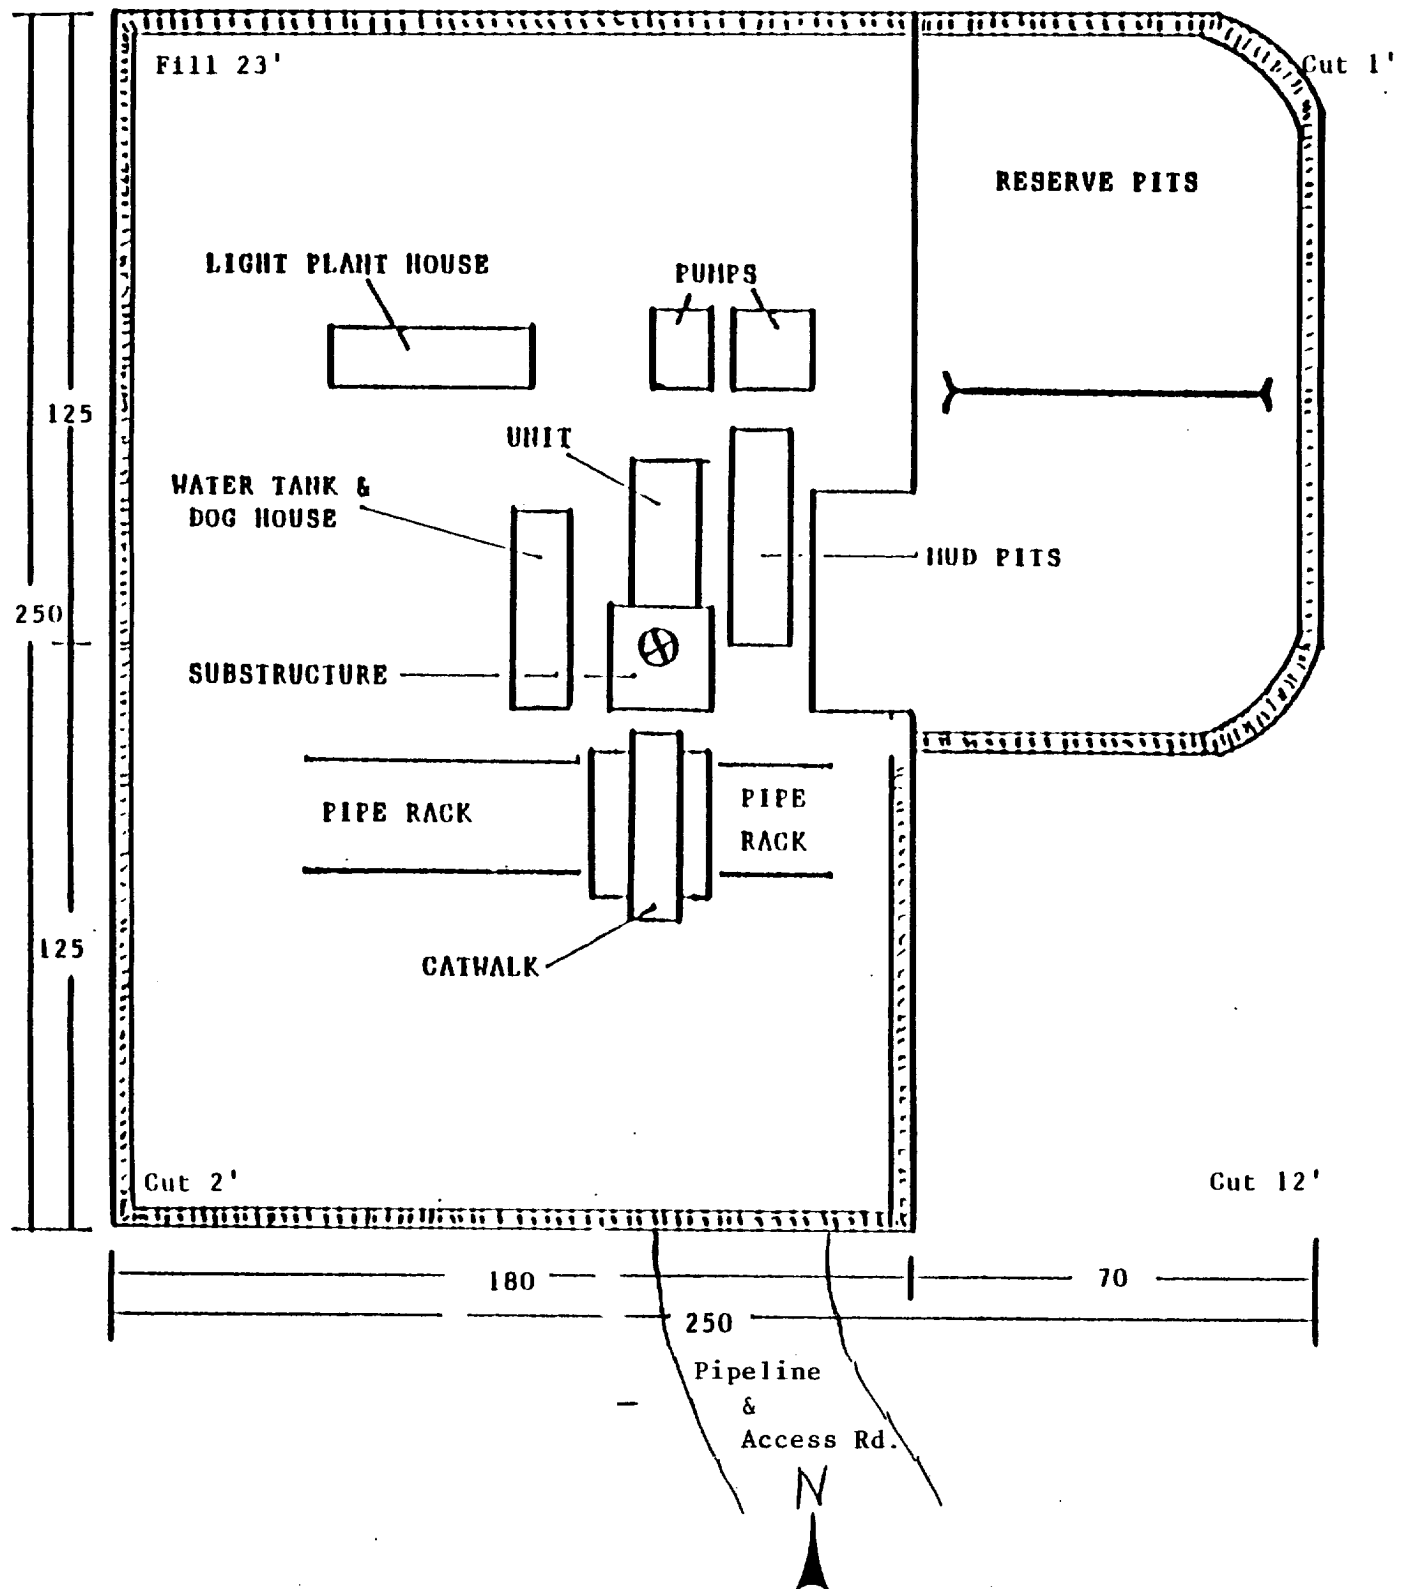 Fill 23'
Cut 1'
RESERVE PITS
LIGHT PLANT HOUSE
PUMPS
125
UNIT
WATER TANK &
DOG HOUSE
MUD PITS
250
SUBSTRUCTURE
PIPE RACK
PIPE
RACK
125
CATWALK
Cut 2'
Cut 12'
180
70
250
Pipeline
&
Access Rd.
N